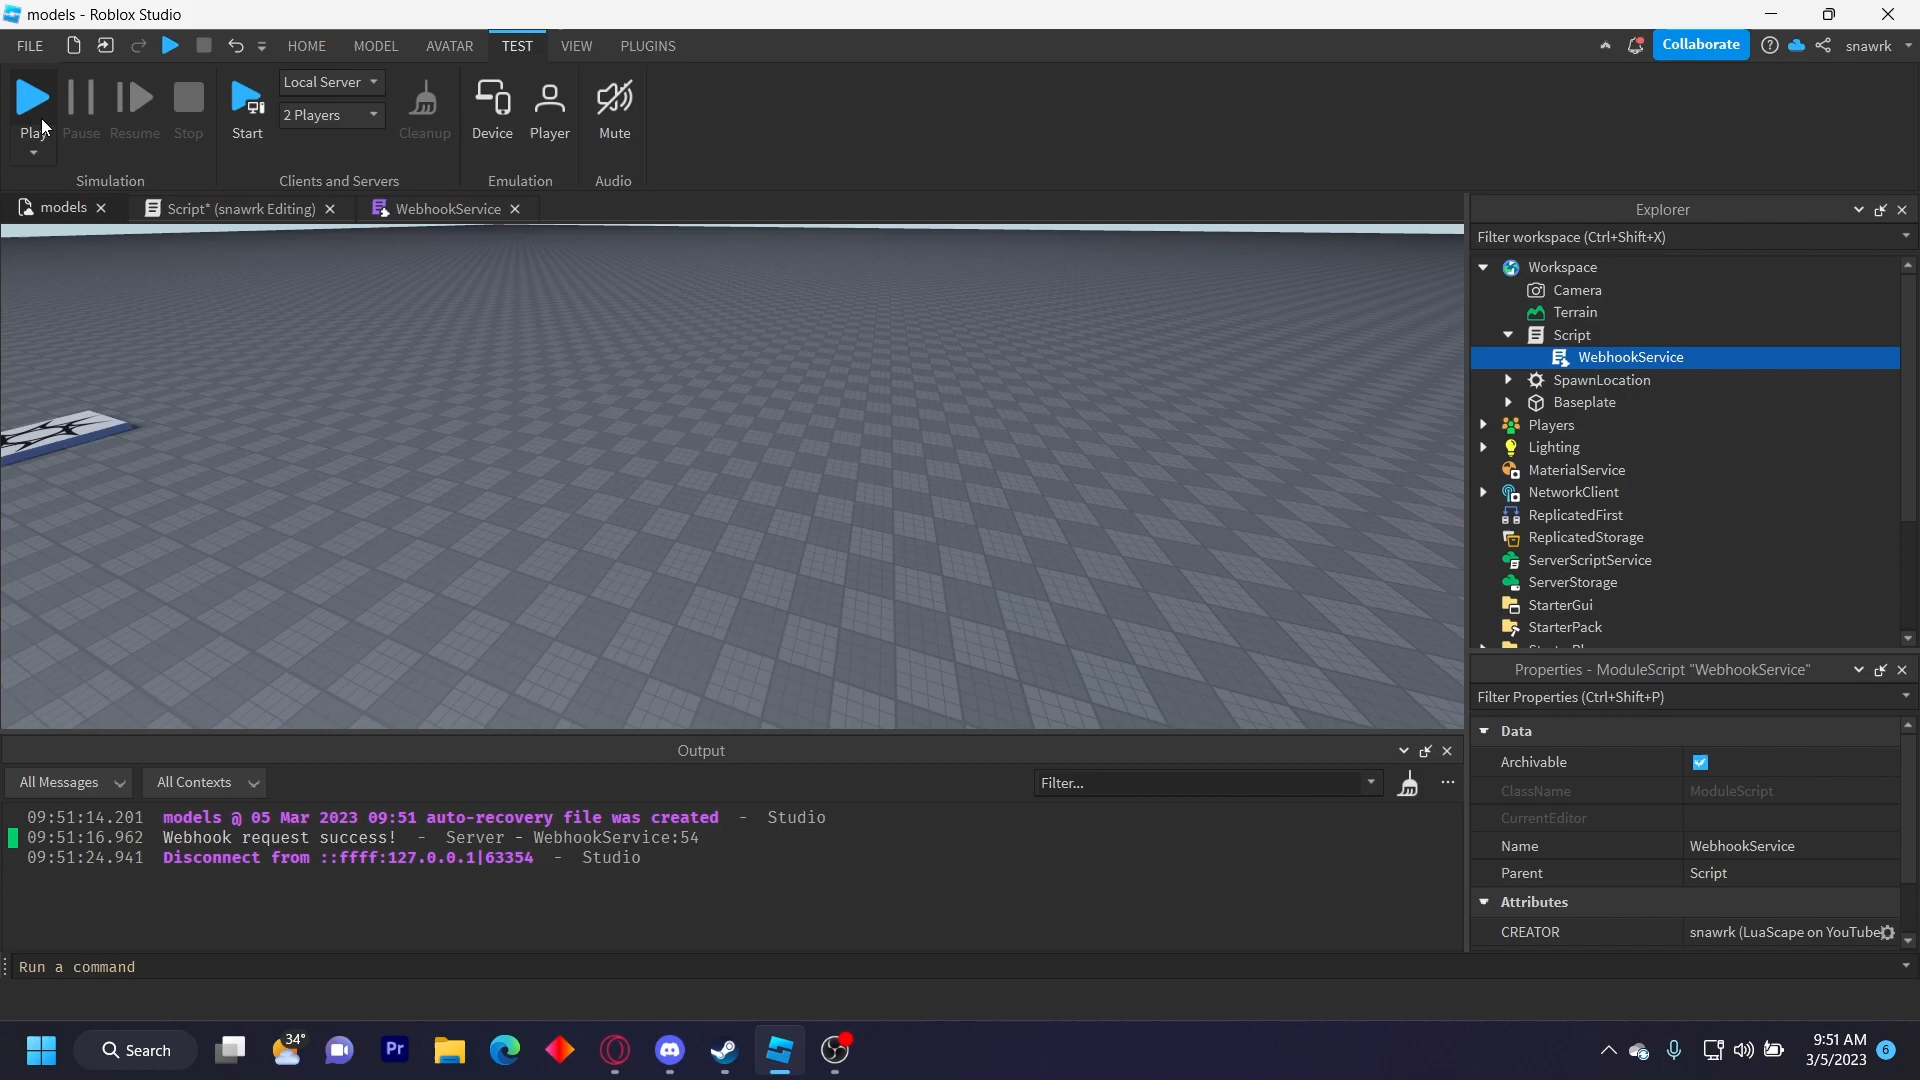 models - Roblox Studio
FILE HOME MODEL AVATAR TEST VIEW PLUGINS Collaborate snawrk
Play Pause Resume Stop Start Local Server 2 Players Cleanup Device Player Mute
Simulation Clients and Servers Emulation Audio
models Script* (snawrk Editing) WebhookService
Explorer
Filter workspace (Ctrl+Shift+X)
Workspace
Camera
Terrain
Script
WebhookService
SpawnLocation
Baseplate
Players
Lighting
MaterialService
NetworkClient
ReplicatedFirst
ReplicatedStorage
ServerScriptService
ServerStorage
StarterGui
StarterPack
Properties - ModuleScript "WebhookService"
Filter Properties (Ctrl+Shift+P)
Data
Archivable
ClassName ModuleScript
CurrentEditor
Name WebhookService
Parent Script
Attributes
CREATOR snawrk (LuaScape on YouTube
Output
All Messages All Contexts Filter...
09:51:14.201 models @ 05 Mar 2023 09:51 auto-recovery file was created - Studio
09:51:16.962 Webhook request success! - Server - WebhookService:54
09:51:24.941 Disconnect from ::ffff:127.0.0.1|63354 - Studio
Run a command
Search 34° Pr 9:51 AM 6
3/5/2023